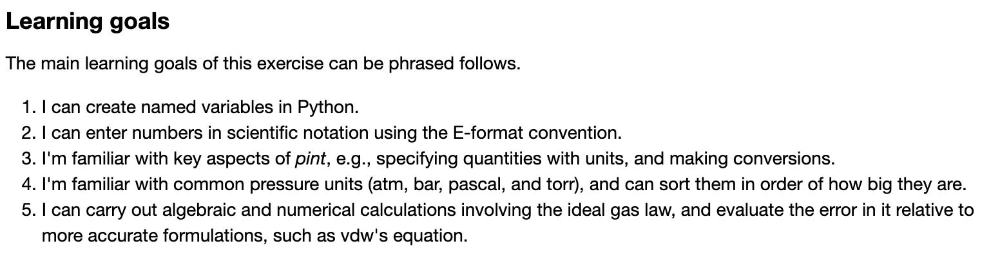 Learning goals
The main learning goals of this exercise can be phrased follows.
1. I can create named variables in Python.
2. I can enter numbers in scientific notation using the E-format convention.
3. I'm familiar with key aspects of pint, e.g., specifying quantities with units, and making conversions.
4. I'm familiar with common pressure units (atm, bar, pascal, and torr), and can sort them in order of how big they are.
5. I can carry out algebraic and numerical calculations involving the ideal gas law, and evaluate the error in it relative to
more accurate formulations, such as vdw's equation.